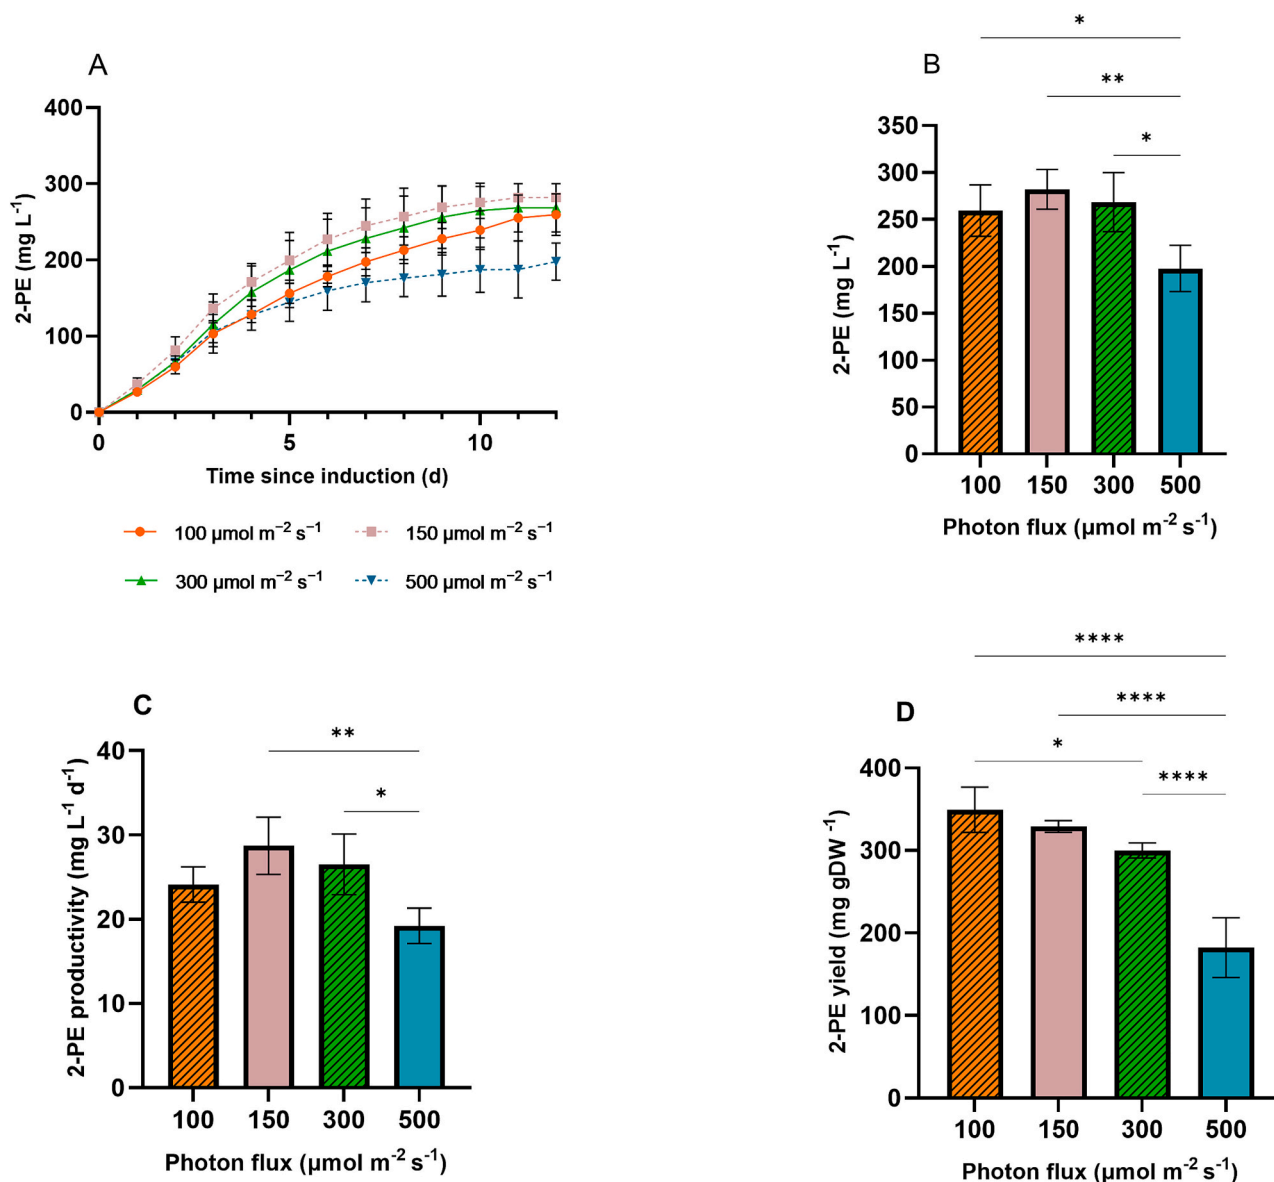 A
400
300
200
100
0
2-PE (mg L⁻¹)
0 5 10
Time since induction (d)
100 µmol m⁻² s⁻¹ 150 µmol m⁻² s⁻¹
300 µmol m⁻² s⁻¹ 500 µmol m⁻² s⁻¹
B
*
**
*
350
300
250
200
150
100
50
0
2-PE (mg L⁻¹)
100 150 300 500
Photon flux (µmol m⁻² s⁻¹)
C
**
*
40
30
20
10
0
2-PE productivity (mg L⁻¹ d⁻¹)
100 150 300 500
Photon flux (µmol m⁻² s⁻¹)
D
****
****
*
****
400
300
200
100
0
2-PE yield (mg gDW ⁻¹)
100 150 300 500
Photon flux (µmol m⁻² s⁻¹)